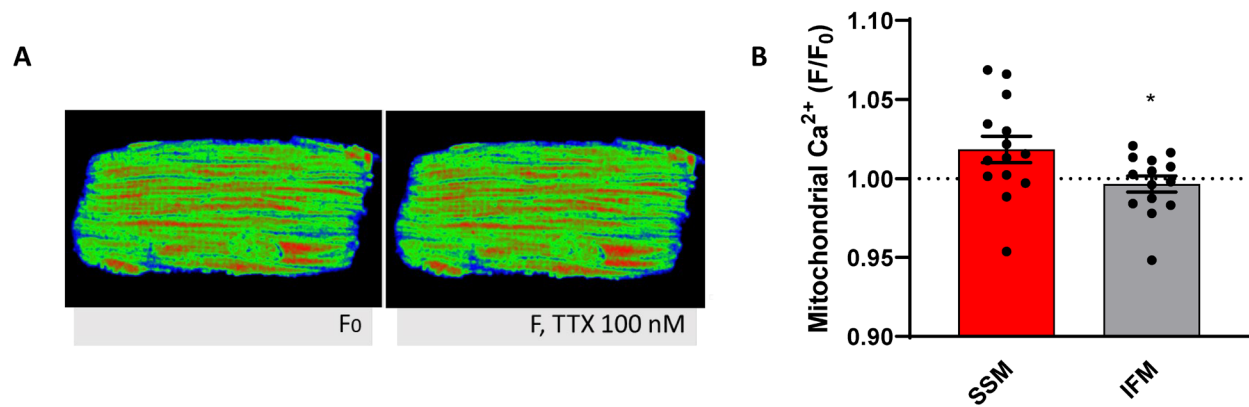 A
F0
F, TTX 100 nM
B
Mitochondrial Ca2+ (F/F0)
1.10
1.05
1.00
0.95
0.90
*
SSM
IFM